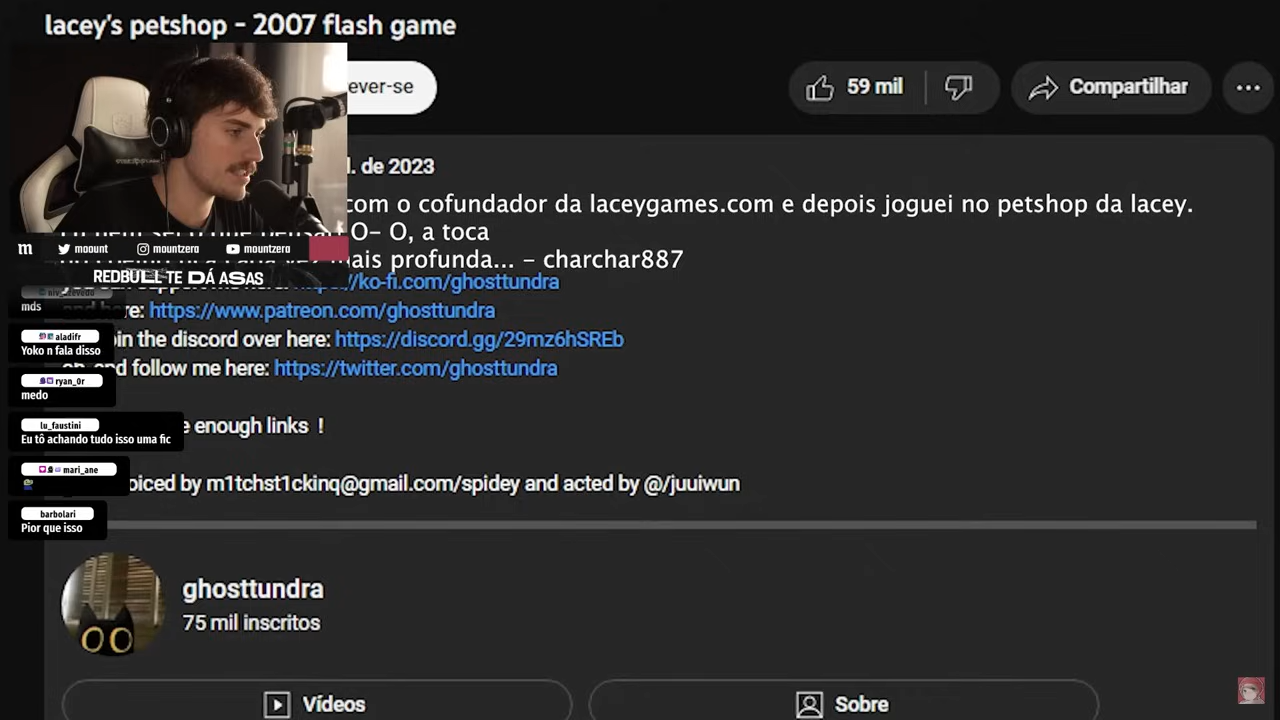 lacey's petshop - 2007 flash game
ever-se
59 mil
Compartilhar
l. de 2023
com o cofundador da laceygames.com e depois joguei no petshop da lacey.
O- O, a toca
mais profunda... - charchar887
m
moount
mountzera
mountzera
REDBULL TE DÁ ASAS
/ko-fi.com/ghosttundra
mds
here: https://www.patreon.com/ghosttundra
aladifr
Yoko n fala disso
in the discord over here: https://discord.gg/29mz6hSREb
and follow me here: https://twitter.com/ghosttundra
ryan_0r
medo
lu_faustini
Eu tô achando tudo isso uma fic
e enough links !
mari_ane
oiced by m1tchst1ckinq@gmail.com/spidey and acted by @/juuiwun
barbolari
Pior que isso
ghosttundra
75 mil inscritos
Vídeos
Sobre